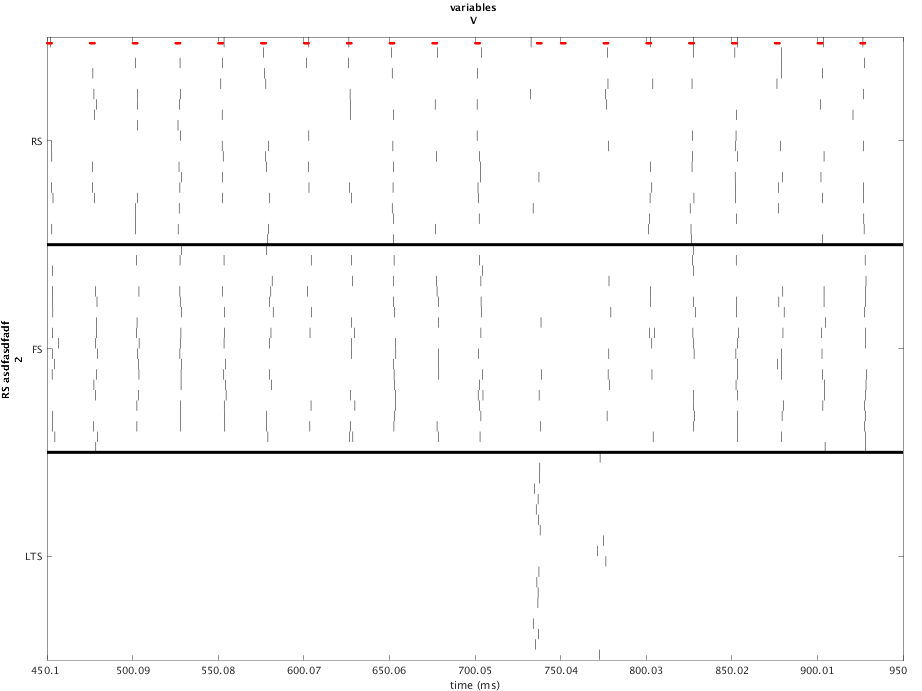 variables
V
RS
FS
LTS
RS asdfasdfadf
2
450.1 500.09 550.08 600.07 650.06 700.05 750.04 800.03 850.02 900.01 950
time (ms)